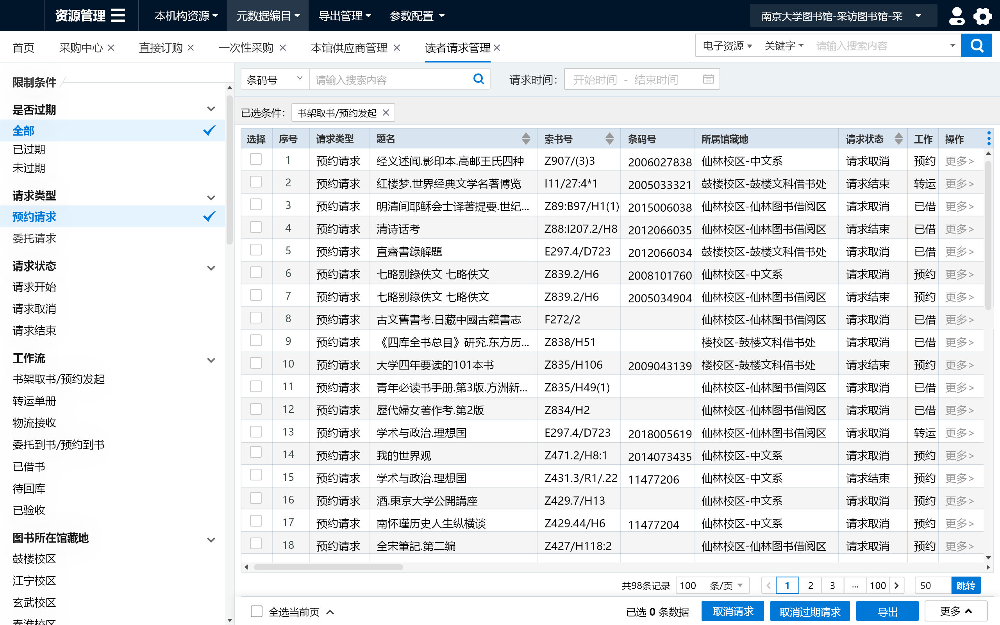 资源管理 本机构资源 元数据编目 导出管理 参数配置 南京大学图书馆-采访图书馆-采
首页 采购中心 直接订购 一次性采购 本馆供应商管理 读者请求管理 电子资源 关键字 请输入搜索内容
限制条件
是否过期
全部
已过期
未过期
请求类型
预约请求
委托请求
请求状态
请求开始
请求取消
请求结束
工作流
书架取书/预约发起
转运单册
物流接收
委托到书/预约到书
已借书
待回库
已验收
图书所在馆藏地
鼓楼校区
江宁校区
玄武校区
条码号 请输入搜索内容 请求时间: 开始时间 - 结束时间
已选条件: 书架取书/预约发起
选择 序号 请求类型 题名 索书号 条码号 所属馆藏地 请求状态 工作 操作
1 预约请求 经义述闻.影印本.高邮王氏四种 Z907/(3)3 2006027838 仙林校区-中文系 请求取消 预约 更多>
2 预约请求 红楼梦.世界经典文学名著博览 I11/27:4*1 2005033321 鼓楼校区-鼓楼文科借书处 请求结束 转运 更多>
3 预约请求 明清间耶稣会士译著提要.世纪... Z89:B97/H1(1) 2015006038 仙林校区-仙林图书借阅区 请求取消 已借 更多>
4 预约请求 清诗话考 Z88:I207.2/H8 2012066035 仙林校区-仙林图书借阅区 请求结束 已借 更多>
5 预约请求 直齋書錄解題 E297.4/D723 2012066034 鼓楼校区-鼓楼文科借书处 请求取消 已借 更多>
6 预约请求 七略别錄佚文 七略佚文 Z839.2/H6 2008101760 仙林校区-中文系 请求取消 预约 更多>
7 预约请求 七略别錄佚文 七略佚文 Z839.2/H6 2005034904 仙林校区-仙林图书借阅区 请求结束 预约 更多>
8 预约请求 古文舊書考.日藏中國古籍書志 F272/2 仙林校区-仙林图书借阅区 请求取消 已借 更多>
9 预约请求 《四库全书总目》研究.东方历... Z838/H51 楼校区-鼓楼文科借书处 请求取消 已借 更多>
10 预约请求 大学四年要读的101本书 Z835/H106 2009043139 楼校区-鼓楼文科借书处 请求结束 预约 更多>
11 预约请求 青年必读书手册.第3版.方洲新... Z835/H49(1) 仙林校区-仙林图书借阅区 请求取消 已借 更多>
12 预约请求 歷代婦女著作考.第2版 Z834/H2 仙林校区-仙林图书借阅区 请求取消 已借 更多>
13 预约请求 学术与政治.理想国 E297.4/D723 2018005619 仙林校区-仙林图书借阅区 请求取消 转运 更多>
14 预约请求 我的世界观 Z471.2/H8:1 2014073435 仙林校区-中文系 请求取消 预约 更多>
15 预约请求 学术与政治.理想国 Z431.3/R1/.22 11477206 仙林校区-中文系 请求结束 预约 更多>
16 预约请求 酒.東京大学公開講座 Z429.7/H13 仙林校区-中文系 请求取消 预约 更多>
17 预约请求 南怀瑾历史人生纵横谈 Z429.44/H6 11477204 仙林校区-中文系 请求取消 预约 更多>
18 预约请求 全宋筆記.第二编 Z427/H118:2 仙林校区-仙林图书借阅区 请求取消 预约 更多>
共98条记录 100 条/页 1 2 3 ... 100 50 跳转
全选当前页 已选 0 条数据 取消请求 取消过期请求 导出 更多